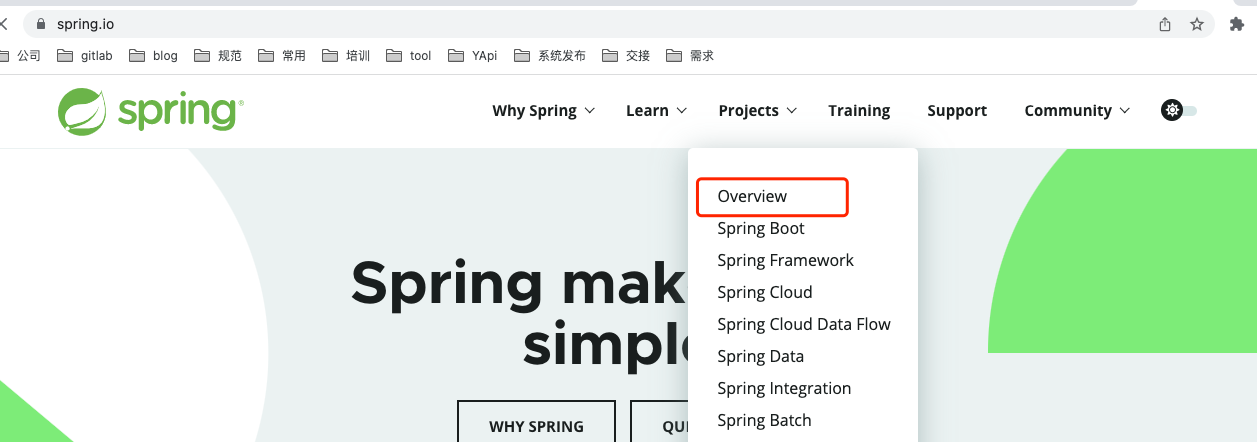 spring.io
公司 gitlab blog 规范 常用 培训 tool YApi 系统发布 交接 需求
spring®
Why Spring Learn Projects Training Support Community
Overview
Spring Boot
Spring Framework
Spring Cloud
Spring Cloud Data Flow
Spring Data
Spring Integration
Spring Batch
Spring mak
simpl
WHY SPRING QU